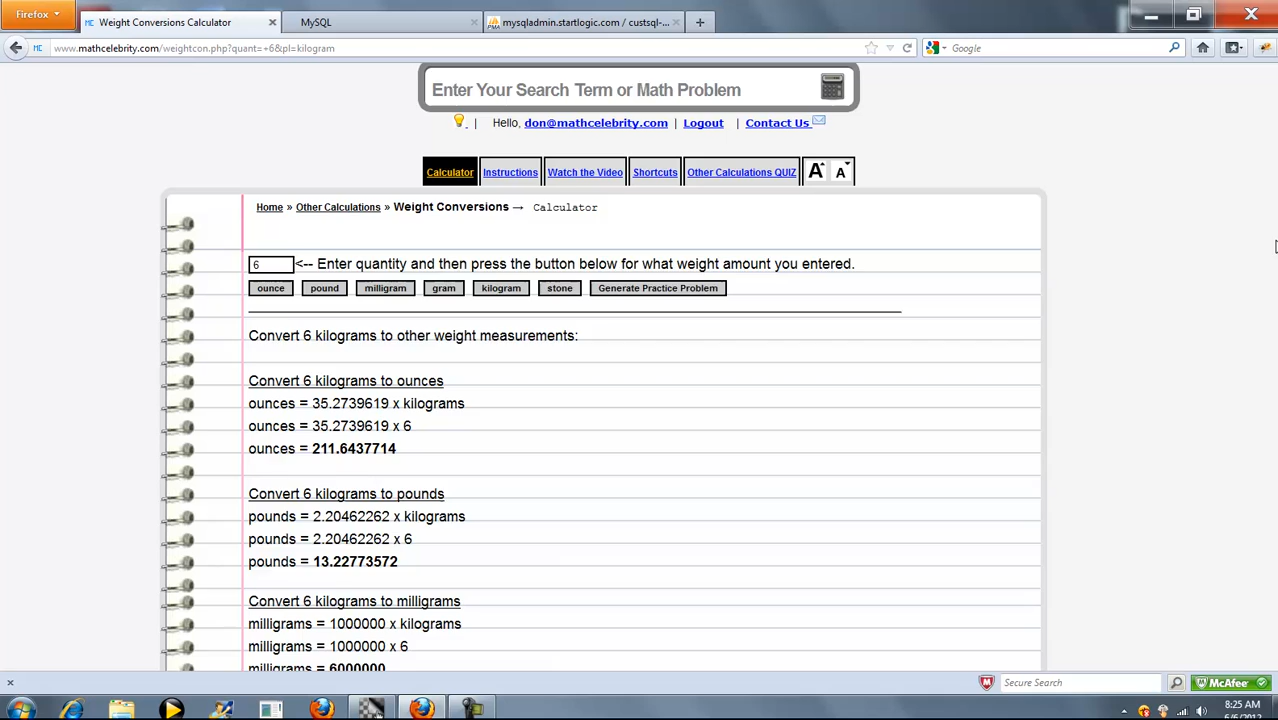 Firefox
Weight Conversions Calculator
MySQL
mysqladmin.startlogic.com / custsql-...
www.mathcelebrity.com/weightcon.php?quant=+6&pl=kilogram
Google
Enter Your Search Term or Math Problem
| Hello, don@mathcelebrity.com | Logout | Contact Us
Calculator Instructions Watch the Video Shortcuts Other Calculations QUIZ A A
Home » Other Calculations » Weight Conversions → Calculator
6 <-- Enter quantity and then press the button below for what weight amount you entered.
ounce pound milligram gram kilogram stone Generate Practice Problem
Convert 6 kilograms to other weight measurements:
Convert 6 kilograms to ounces
ounces = 35.2739619 x kilograms
ounces = 35.2739619 x 6
ounces = 211.6437714
Convert 6 kilograms to pounds
pounds = 2.20462262 x kilograms
pounds = 2.20462262 x 6
pounds = 13.22773572
Convert 6 kilograms to milligrams
milligrams = 1000000 x kilograms
milligrams = 1000000 x 6
milligrams = 6000000
Secure Search
McAfee
8:25 AM
6/6/2012